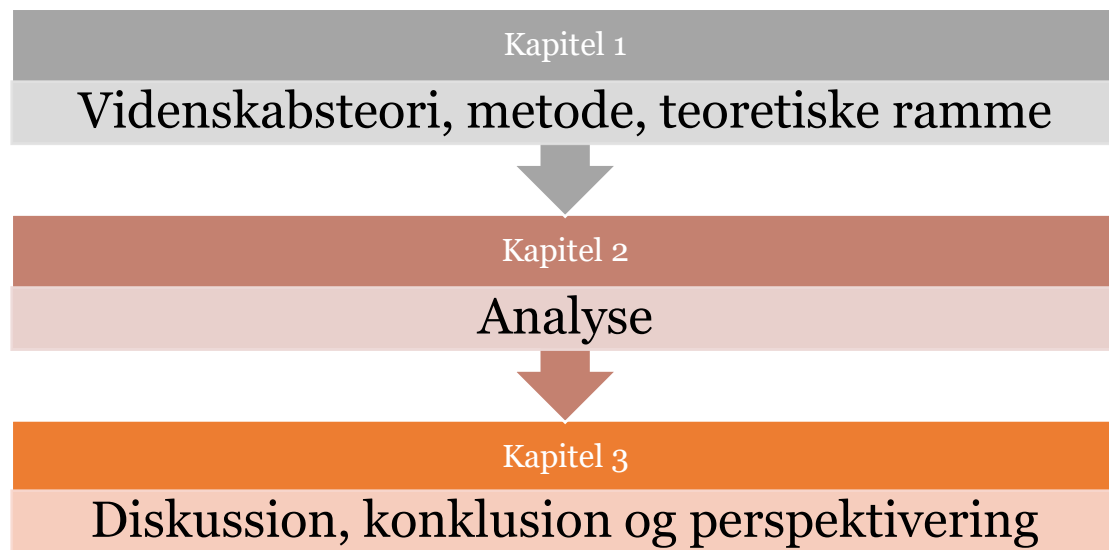 Kapitel 1
Videnskabsteori, metode, teoretiske ramme
Kapitel 2
Analyse
Kapitel 3
Diskussion, konklusion og perspektivering